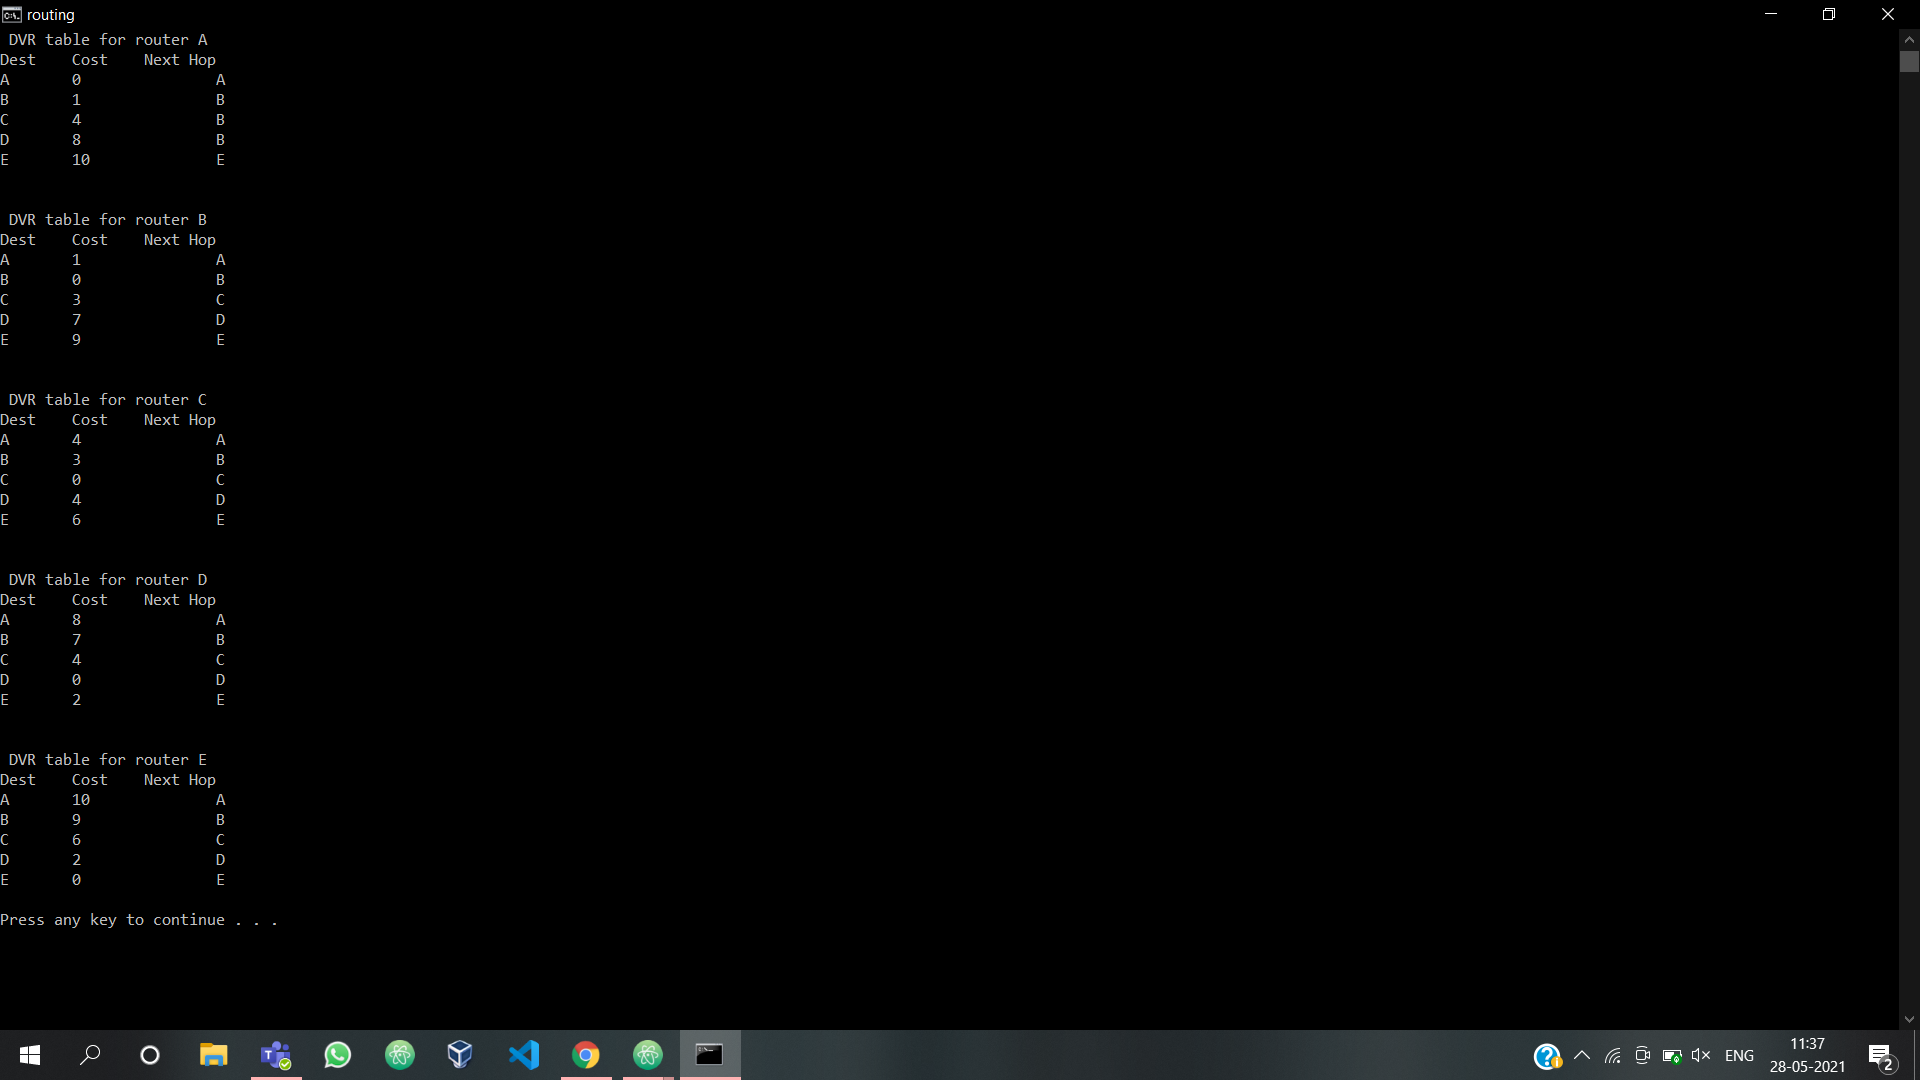 routing
DVR table for router A
Dest Cost Next Hop
A 0 A
B 1 B
C 4 B
D 8 B
E 10 E
DVR table for router B
Dest Cost Next Hop
A 1 A
B 0 B
C 3 C
D 7 D
E 9 E
DVR table for router C
Dest Cost Next Hop
A 4 A
B 3 B
C 0 C
D 4 D
E 6 E
DVR table for router D
Dest Cost Next Hop
A 8 A
B 7 B
C 4 C
D 0 D
E 2 E
DVR table for router E
Dest Cost Next Hop
A 10 A
B 9 B
C 6 C
D 2 D
E 0 E
Press any key to continue . . .
ENG
11:37
28-05-2021
2